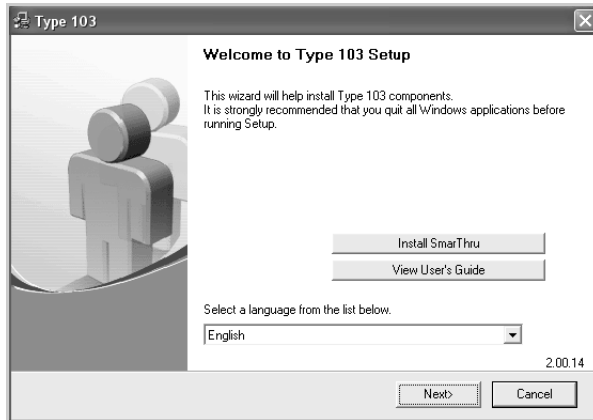 Type 103
Welcome to Type 103 Setup
This wizard will help install Type 103 components.
It is strongly recommended that you quit all Windows applications before
running Setup.
Install SmarThru
View User's Guide
Select a language from the list below.
English
2.00.14
Next>
Cancel